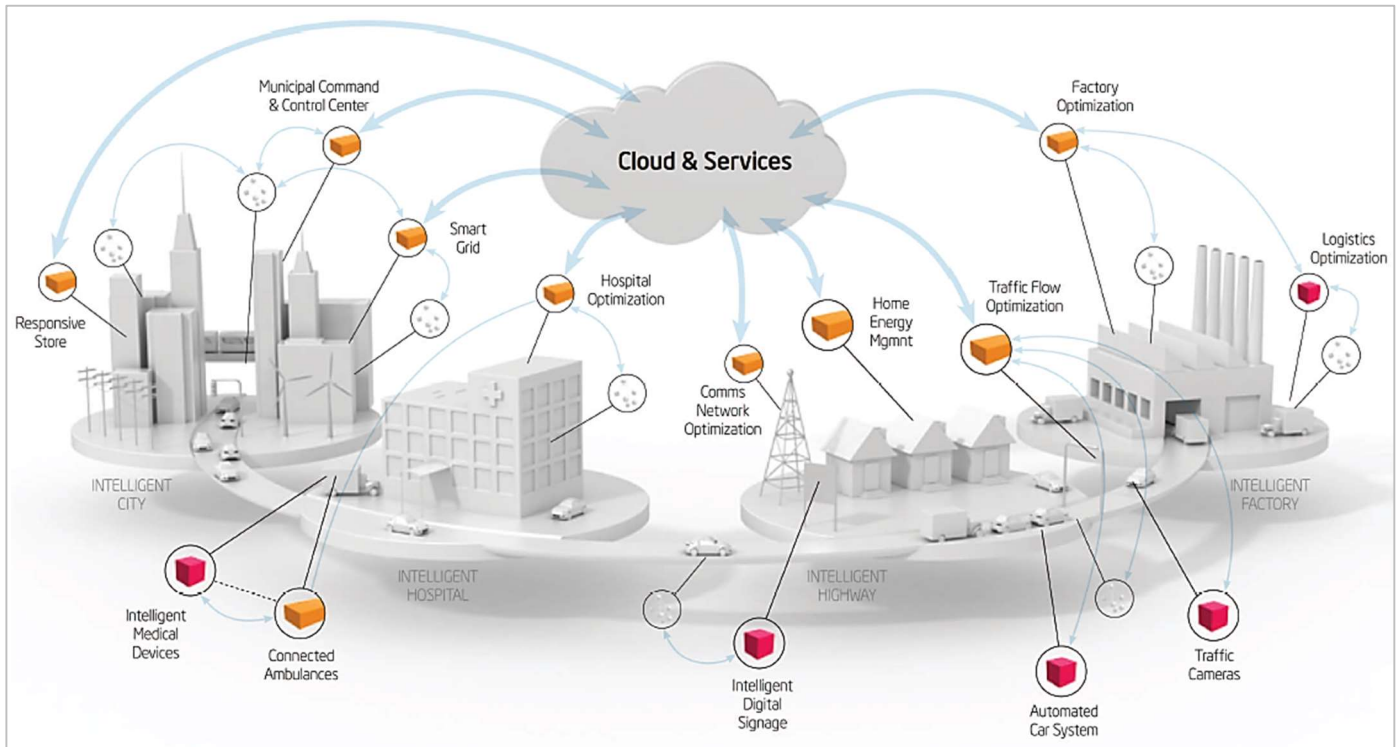 Municipal Command
& Control Center
Factory
Optimization
Cloud & Services
Smart
Grid
Logistics
Optimization
Hospital
Optimization
Home
Energy
Mgmnt
Traffic Flow
Optimization
Responsive
Store
Comms
Network
Optimization
INTELLIGENT
CITY
INTELLIGENT
FACTORY
INTELLIGENT
HOSPITAL
INTELLIGENT
HIGHWAY
Intelligent
Medical
Devices
Connected
Ambulances
Intelligent
Digital
Signage
Automated
Car System
Traffic
Cameras